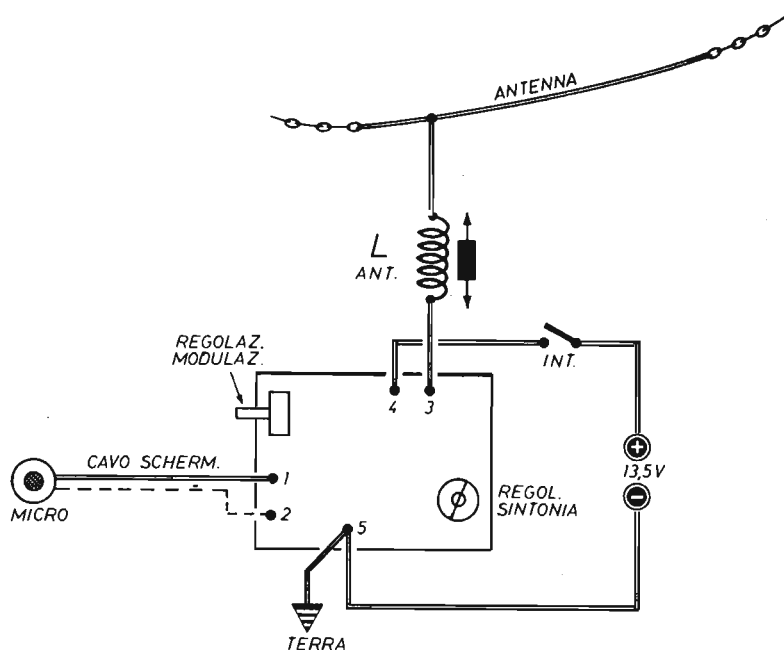 ANTENNA
L
ANT.
REGOLAZ.
MODULAZ.
INT.
4
3
+
13,5V
−
CAVO SCHERM.
1
MICRO
2
REGOL.
SINTONIA
5
TERRA